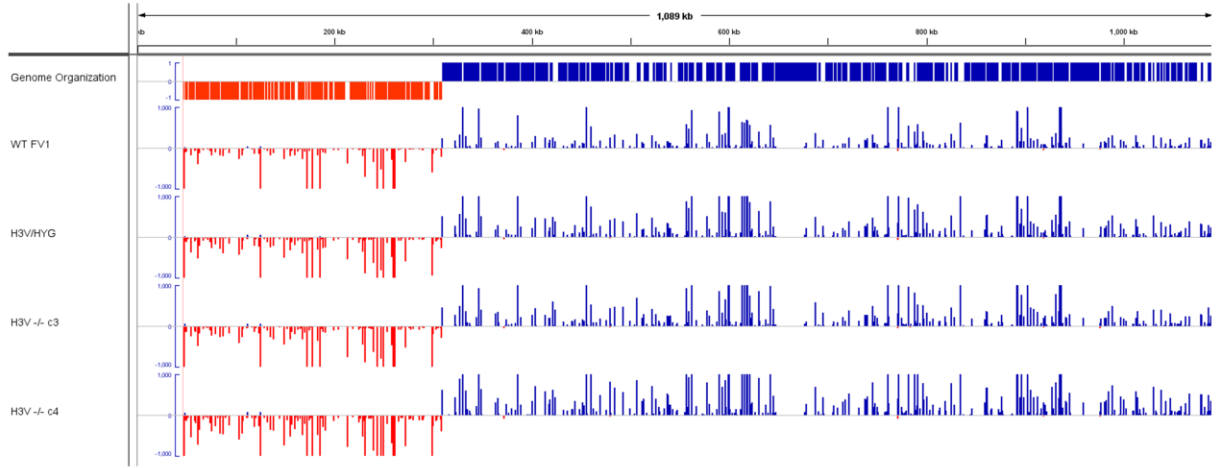 1,089 kb
kb
200 kb
400 kb
600 kb
800 kb
1,000 kb
Genome Organization
1
0
-1
WT FV1
1,000
0
-1,000
H3V/HYG
1,000
0
-1,000
H3V -/- c3
1,000
0
-1,000
H3V -/- c4
1,000
0
-1,000